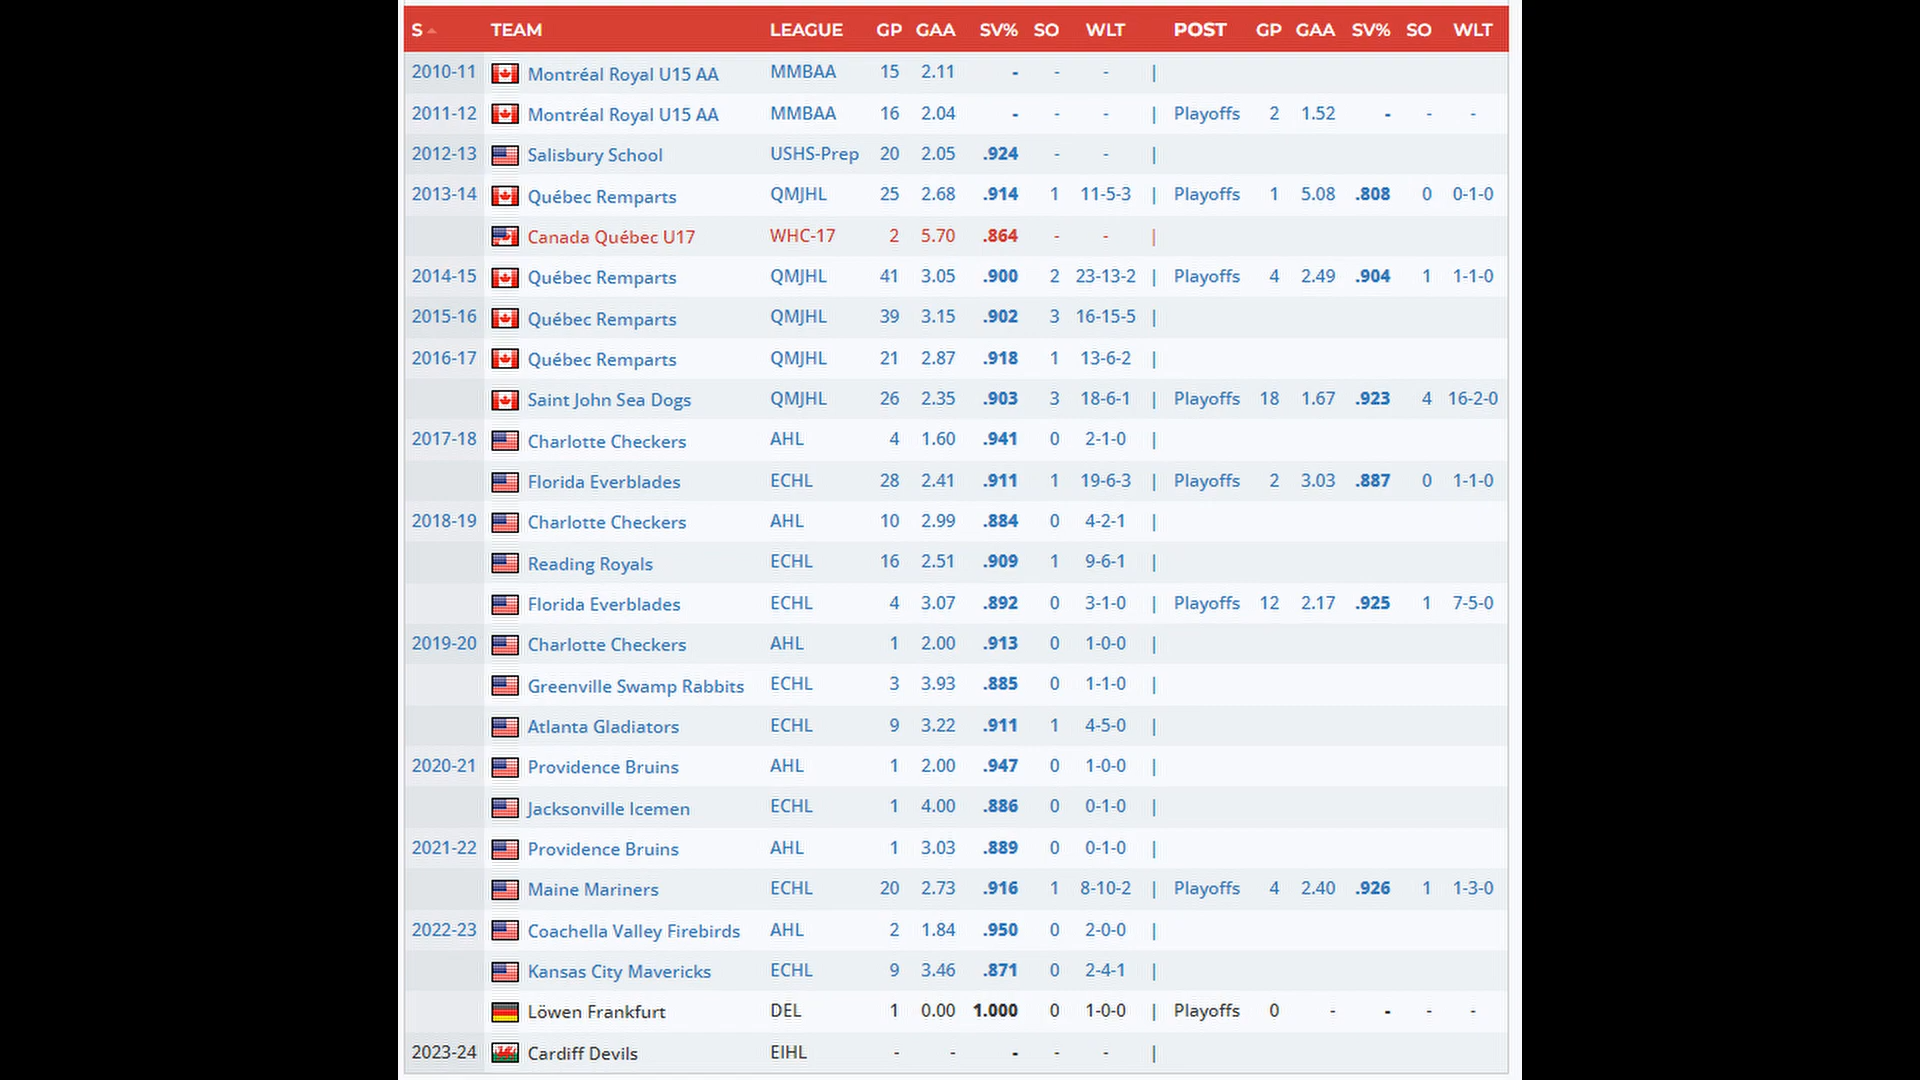 S TEAM LEAGUE GP GAA SV% SO WLT POST GP GAA SV% SO WLT
2010-11 Montréal Royal U15 AA MMBAA 15 2.11 - - - |
2011-12 Montréal Royal U15 AA MMBAA 16 2.04 - - - | Playoffs 2 1.52 - - -
2012-13 Salisbury School USHS-Prep 20 2.05 .924 - - |
2013-14 Québec Remparts QMJHL 25 2.68 .914 1 11-5-3 | Playoffs 1 5.08 .808 0 0-1-0
Canada Québec U17 WHC-17 2 5.70 .864 - - |
2014-15 Québec Remparts QMJHL 41 3.05 .900 2 23-13-2 | Playoffs 4 2.49 .904 1 1-1-0
2015-16 Québec Remparts QMJHL 39 3.15 .902 3 16-15-5 |
2016-17 Québec Remparts QMJHL 21 2.87 .918 1 13-6-2 |
Saint John Sea Dogs QMJHL 26 2.35 .903 3 18-6-1 | Playoffs 18 1.67 .923 4 16-2-0
2017-18 Charlotte Checkers AHL 4 1.60 .941 0 2-1-0 |
Florida Everblades ECHL 28 2.41 .911 1 19-6-3 | Playoffs 2 3.03 .887 0 1-1-0
2018-19 Charlotte Checkers AHL 10 2.99 .884 0 4-2-1 |
Reading Royals ECHL 16 2.51 .909 1 9-6-1 |
Florida Everblades ECHL 4 3.07 .892 0 3-1-0 | Playoffs 12 2.17 .925 1 7-5-0
2019-20 Charlotte Checkers AHL 1 2.00 .913 0 1-0-0 |
Greenville Swamp Rabbits ECHL 3 3.93 .885 0 1-1-0 |
Atlanta Gladiators ECHL 9 3.22 .911 1 4-5-0 |
2020-21 Providence Bruins AHL 1 2.00 .947 0 1-0-0 |
Jacksonville Icemen ECHL 1 4.00 .886 0 0-1-0 |
2021-22 Providence Bruins AHL 1 3.03 .889 0 0-1-0 |
Maine Mariners ECHL 20 2.73 .916 1 8-10-2 | Playoffs 4 2.40 .926 1 1-3-0
2022-23 Coachella Valley Firebirds AHL 2 1.84 .950 0 2-0-0 |
Kansas City Mavericks ECHL 9 3.46 .871 0 2-4-1 |
Löwen Frankfurt DEL 1 0.00 1.000 0 1-0-0 | Playoffs 0 - - - -
2023-24 Cardiff Devils EIHL - - - - - |